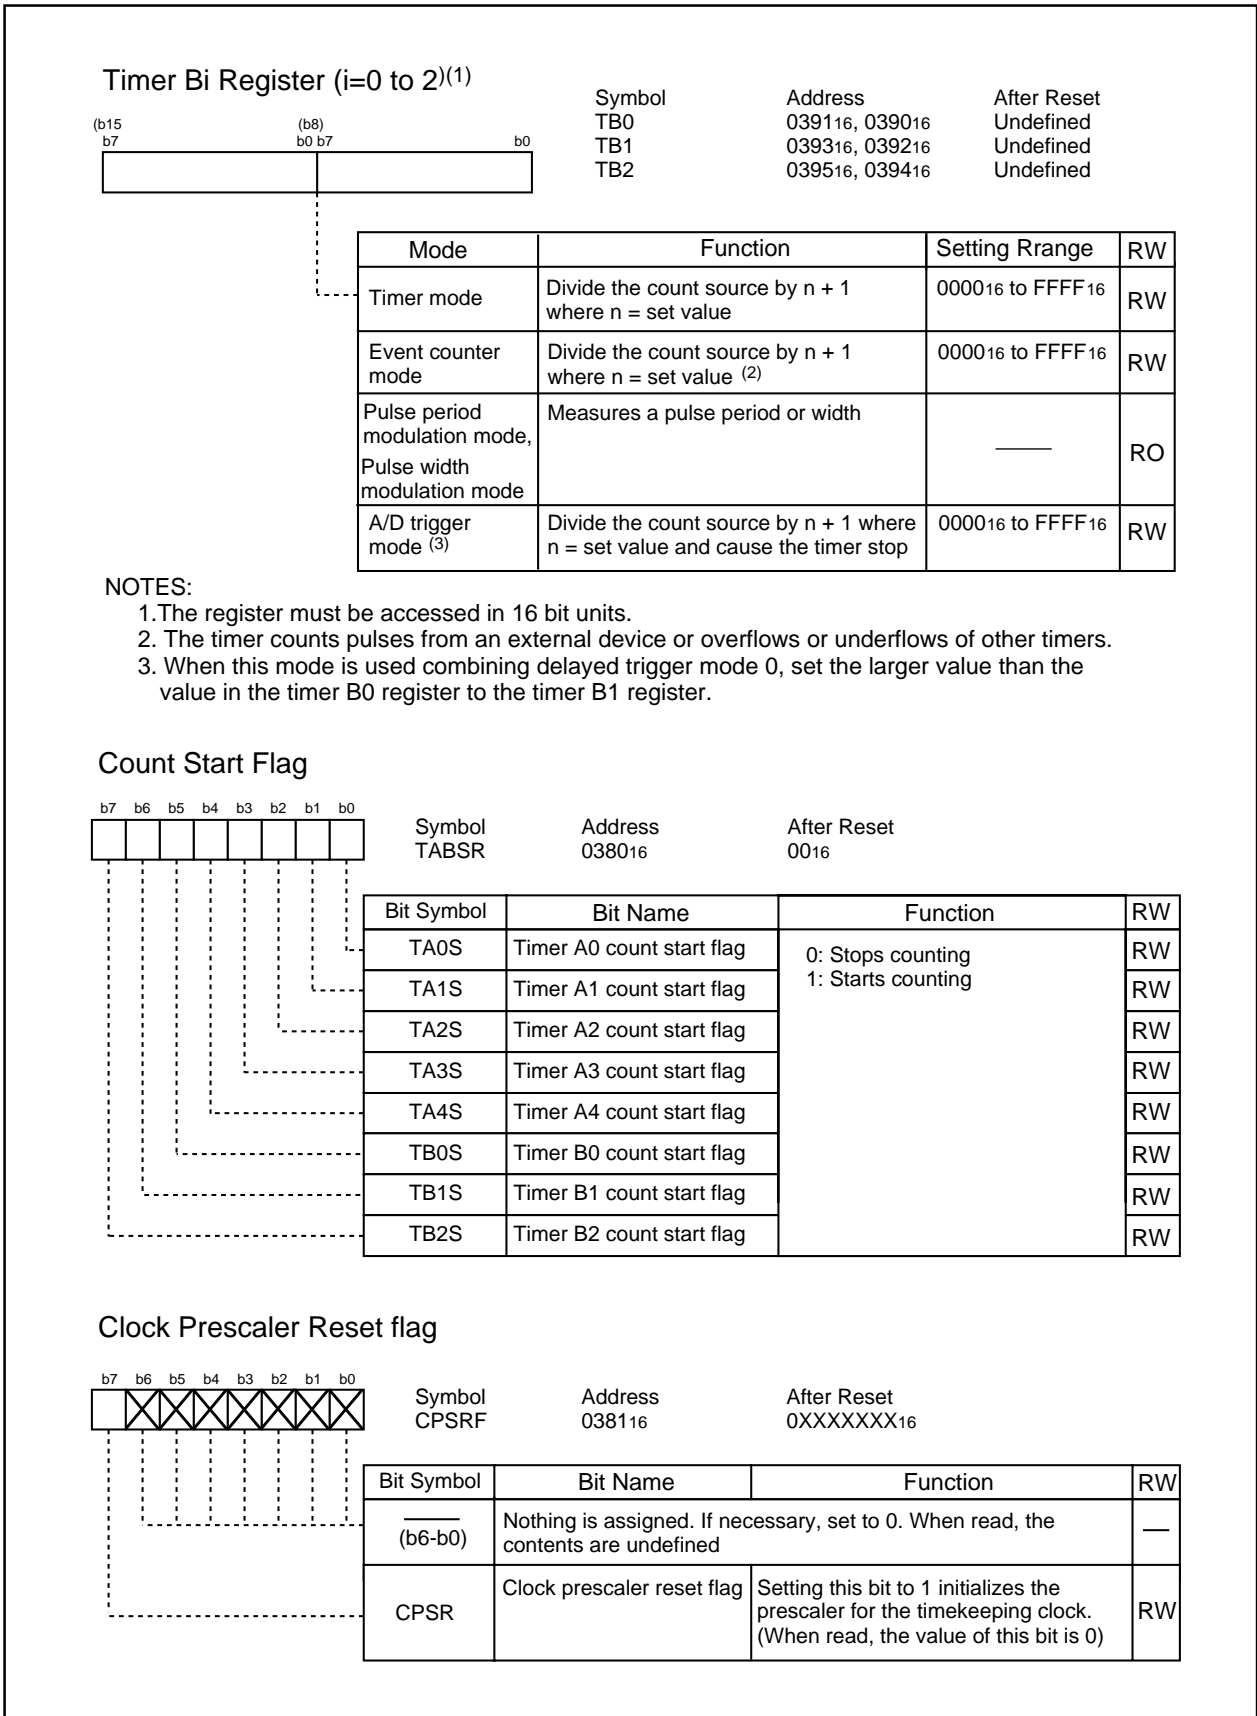 Timer Bi Register (i=0 to 2)(1)
Symbol Address After Reset
TB0 039116, 039016 Undefined
TB1 039316, 039216 Undefined
TB2 039516, 039416 Undefined
(b15 (b8)
b7 b0 b7 b0
Mode Function Setting Rrange RW
Timer mode Divide the count source by n + 1 000016 to FFFF16 RW
where n = set value
Event counter Divide the count source by n + 1 000016 to FFFF16 RW
mode where n = set value (2)
Pulse period Measures a pulse period or width
modulation mode,
RO
Pulse width
modulation mode
A/D trigger Divide the count source by n + 1 where 000016 to FFFF16 RW
mode (3) n = set value and cause the timer stop
NOTES:
1.The register must be accessed in 16 bit units.
2. The timer counts pulses from an external device or overflows or underflows of other timers.
3. When this mode is used combining delayed trigger mode 0, set the larger value than the
value in the timer B0 register to the timer B1 register.
Count Start Flag
b7 b6 b5 b4 b3 b2 b1 b0
Symbol Address After Reset
TABSR 038016 0016
Bit Symbol Bit Name Function RW
TA0S Timer A0 count start flag 0: Stops counting RW
1: Starts counting
TA1S Timer A1 count start flag RW
TA2S Timer A2 count start flag RW
TA3S Timer A3 count start flag RW
TA4S Timer A4 count start flag RW
TB0S Timer B0 count start flag RW
TB1S Timer B1 count start flag RW
TB2S Timer B2 count start flag RW
Clock Prescaler Reset flag
b7 b6 b5 b4 b3 b2 b1 b0
Symbol Address After Reset
CPSRF 038116 0XXXXXXX16
Bit Symbol Bit Name Function RW
(b6-b0) Nothing is assigned. If necessary, set to 0. When read, the
contents are undefined
CPSR Clock prescaler reset flag Setting this bit to 1 initializes the
prescaler for the timekeeping clock. RW
(When read, the value of this bit is 0)